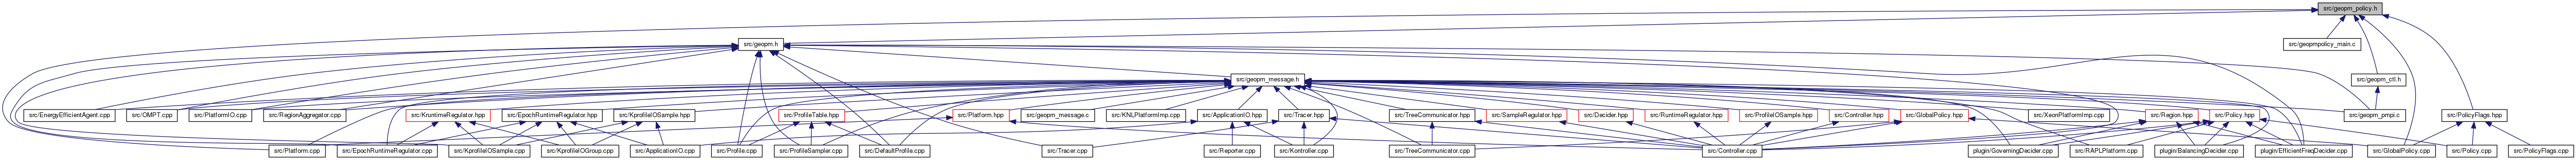 src/geopm_policy.h
src/geopm.h
src/geopmpolicy_main.c
src/geopm_message.h
src/geopm_ctl.h
src/EnergyEfficientAgent.cpp
src/OMPT.cpp
src/PlatformIO.cpp
src/RegionAggregator.cpp
src/KruntimeRegulator.hpp
src/EpochRuntimeRegulator.hpp
src/KprofileIOSample.hpp
src/ProfileTable.hpp
src/Platform.hpp
src/geopm_message.c
src/KNLPlatformImp.cpp
src/ApplicationIO.hpp
src/Tracer.hpp
src/TreeCommunicator.hpp
src/SampleRegulator.hpp
src/Decider.hpp
src/RuntimeRegulator.hpp
src/ProfileIOSample.hpp
src/Controller.hpp
src/GlobalPolicy.hpp
src/XeonPlatformImp.cpp
src/Region.hpp
src/Policy.hpp
src/geopm_pmpi.c
src/PolicyFlags.hpp
src/Platform.cpp
src/EpochRuntimeRegulator.cpp
src/KprofileIOSample.cpp
src/KprofileIOGroup.cpp
src/ApplicationIO.cpp
src/Profile.cpp
src/ProfileSampler.cpp
src/DefaultProfile.cpp
src/Tracer.cpp
src/Reporter.cpp
src/Kontroller.cpp
src/TreeCommunicator.cpp
src/Controller.cpp
plugin/GoverningDecider.cpp
src/RAPLPlatform.cpp
plugin/BalancingDecider.cpp
plugin/EfficientFreqDecider.cpp
src/GlobalPolicy.cpp
src/Policy.cpp
src/PolicyFlags.cpp